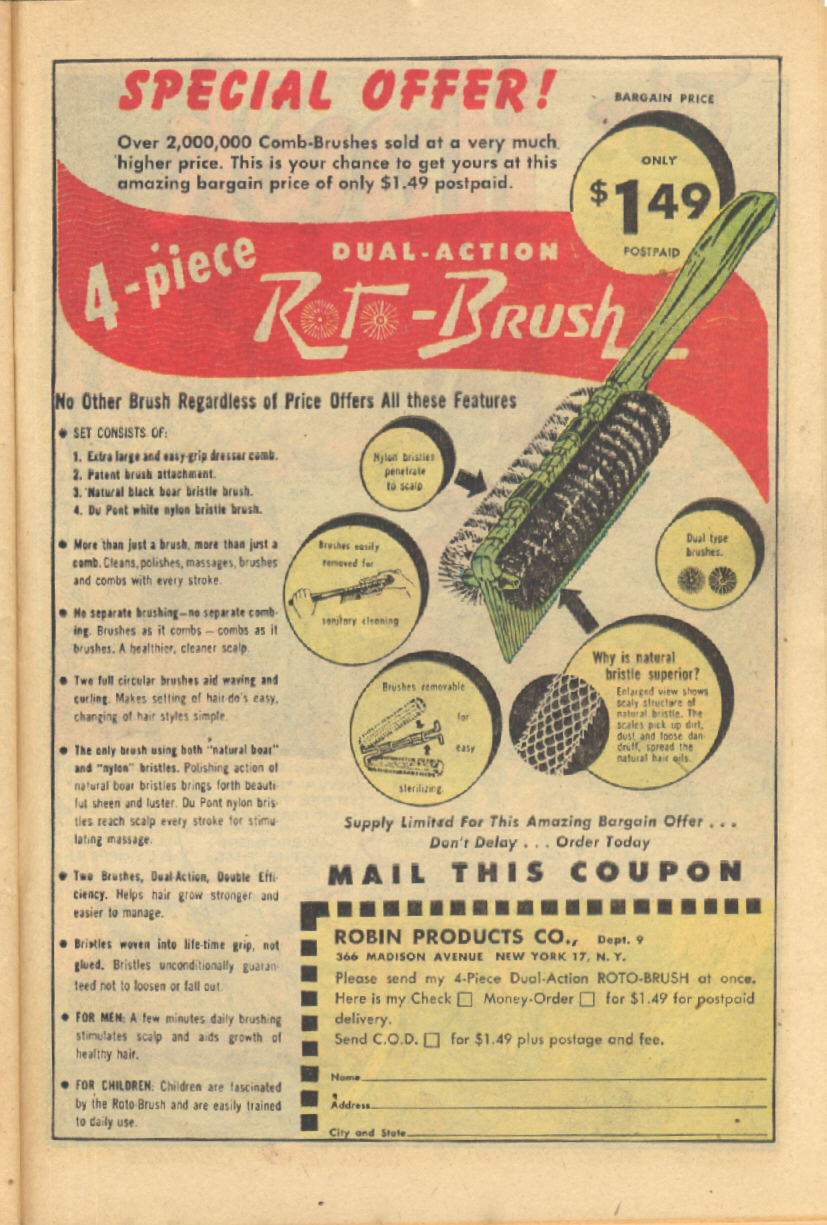 SPECIAL OFFER!
Over 2,000,000 Comb-Brushes sold at a very much
higher price. This is your chance to get yours at this
amazing bargain price of only $1.49 postpaid.
BARGAIN PRICE
ONLY
$1.49
POSTPAID
4-piece
DUAL-ACTION
ROTO-BRUSH
No Other Brush Regardless of Price Offers All these Features
● SET CONSISTS OF:
1. Extra large and easy-grip dresser comb.
2. Patent brush attachment.
3. Natural black boar bristle brush.
4. Du Pont white nylon bristle brush.
● More than just a brush, more than just a
comb. Cleans, polishes, massages, brushes
and combs with every stroke.
● No separate brushing—no separate comb-
ing. Brushes as it combs — combs as it
brushes. A healthier, cleaner scalp.
● Two full circular brushes aid waving and
curling. Makes setting of hair-do's easy,
changing of hair styles simple.
● The only brush using both "natural boar"
and "nylon" bristles. Polishing action of
natural boar bristles brings forth beauti-
ful sheen and luster. Du Pont nylon bris-
tles reach scalp every stroke for stimu-
lating massage.
● Two Brushes, Dual-Action, Double Effi-
ciency. Helps hair grow stronger and
easier to manage.
● Bristles woven into life-time grip, not
glued. Bristles unconditionally guaran-
teed not to loosen or fall out.
● FOR MEN: A few minutes daily brushing
stimulates scalp and aids growth of
healthy hair.
● FOR CHILDREN: Children are fascinated
by the Roto-Brush and are easily trained
to daily use.
Nylon bristles
penetrate
to scalp
Brushes easily
removed for
sanitary cleaning
Dual type
brushes.
Brushes removable
for
easy
sterilizing.
Why is natural
bristle superior?
Enlarged view shows
scaly structure of
natural bristle. The
scales pick up dirt,
dust and loose dan-
druff, spread the
natural hair oils.
Supply Limited For This Amazing Bargain Offer . . .
Don't Delay . . . Order Today
MAIL THIS COUPON
ROBIN PRODUCTS CO., Dept. 9
366 MADISON AVENUE NEW YORK 17, N. Y.
Please send my 4-Piece Dual-Action ROTO-BRUSH at once.
Here is my Check □ Money-Order □ for $1.49 for postpaid
delivery.
Send C.O.D. □ for $1.49 plus postage and fee.
Name
Address
City and State